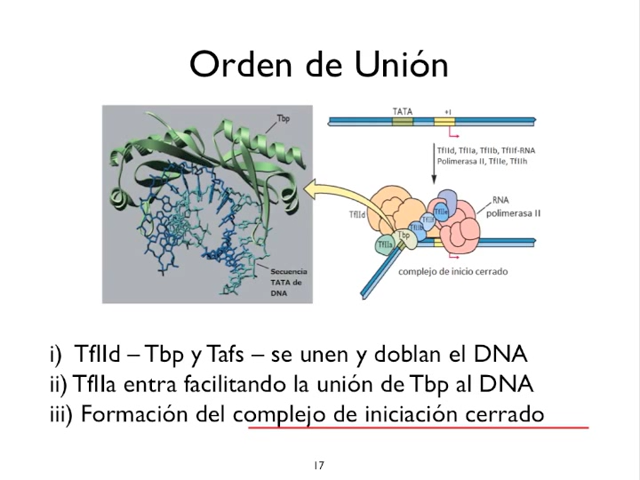 Orden de Unión
Tbp
Secuencia
TATA de
DNA
TATA
+1
TfIId, TfIIa, TfIIb, TfIIf-RNA
Polimerasa II, TfIIe, TfIIh
TfIId
RNA
polimerasa II
Tbp
TfIIa
complejo de inicio cerrado
i) TfIId – Tbp y Tafs – se unen y doblan el DNA
ii) TfIIa entra facilitando la unión de Tbp al DNA
iii) Formación del complejo de iniciación cerrado
17